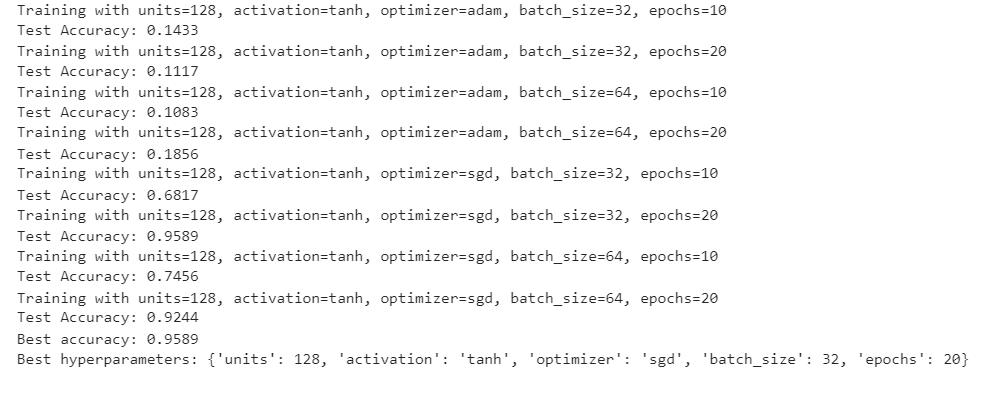 Training with units=128, activation=tanh, optimizer=adam, batch_size=32, epochs=10
Test Accuracy: 0.1433
Training with units=128, activation=tanh, optimizer=adam, batch_size=32, epochs=20
Test Accuracy: 0.1117
Training with units=128, activation=tanh, optimizer=adam, batch_size=64, epochs=10
Test Accuracy: 0.1083
Training with units=128, activation=tanh, optimizer=adam, batch_size=64, epochs=20
Test Accuracy: 0.1856
Training with units=128, activation=tanh, optimizer=sgd, batch_size=32, epochs=10
Test Accuracy: 0.6817
Training with units=128, activation=tanh, optimizer=sgd, batch_size=32, epochs=20
Test Accuracy: 0.9589
Training with units=128, activation=tanh, optimizer=sgd, batch_size=64, epochs=10
Test Accuracy: 0.7456
Training with units=128, activation=tanh, optimizer=sgd, batch_size=64, epochs=20
Test Accuracy: 0.9244
Best accuracy: 0.9589
Best hyperparameters: {'units': 128, 'activation': 'tanh', 'optimizer': 'sgd', 'batch_size': 32, 'epochs': 20}